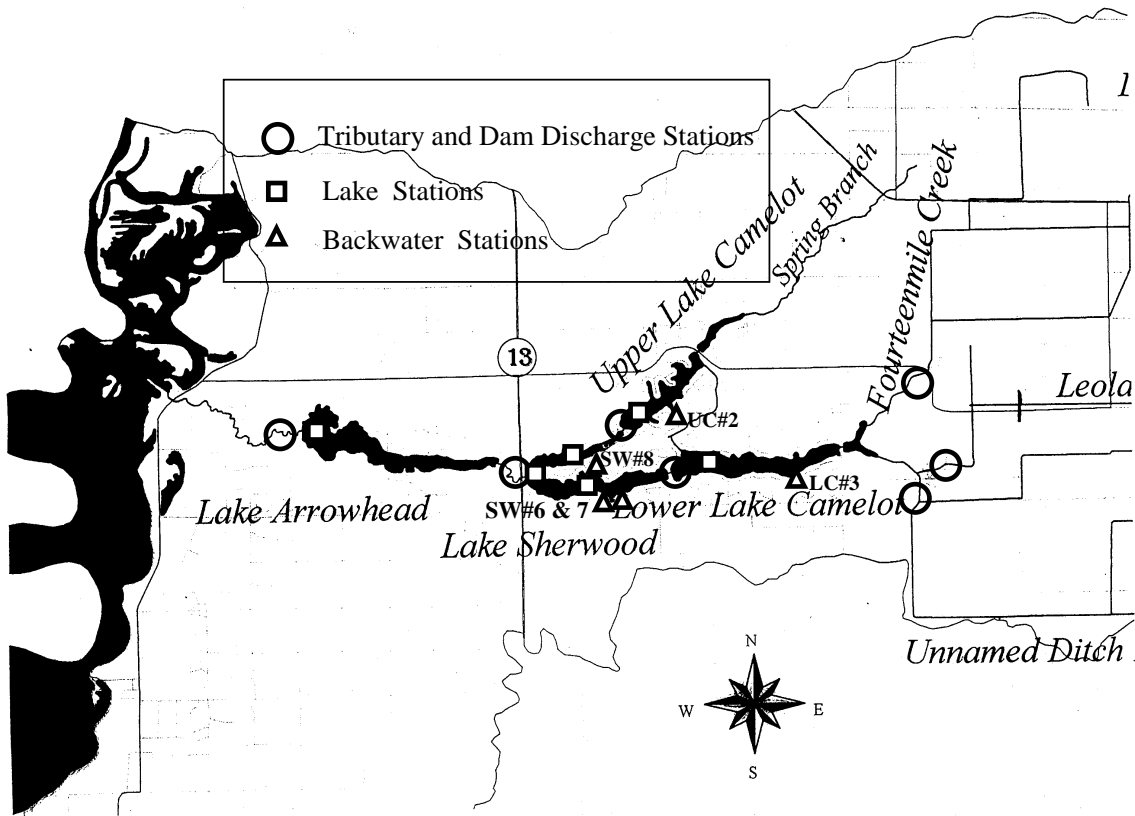 Tributary and Dam Discharge Stations
Lake Stations
Backwater Stations
Upper Lake Camelot
Spring Branch
Fourteenmile Creek
13
Leola
UC#2
SW#8
LC#3
SW#6 & 7
Lower Lake Camelot
Lake Arrowhead
Lake Sherwood
Unnamed Ditch
N
W
E
S